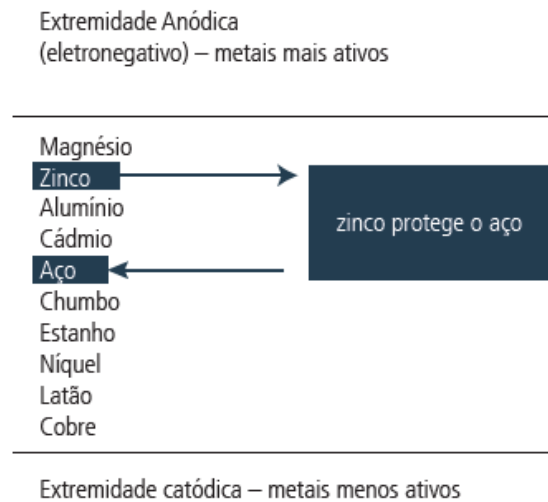 Extremidade Anódica
(eletronegativo) – metais mais ativos
Magnésio
Zinco
Alumínio
Cádmio
zinco protege o aço
Aço
Chumbo
Estanho
Níquel
Latão
Cobre
Extremidade catódica – metais menos ativos